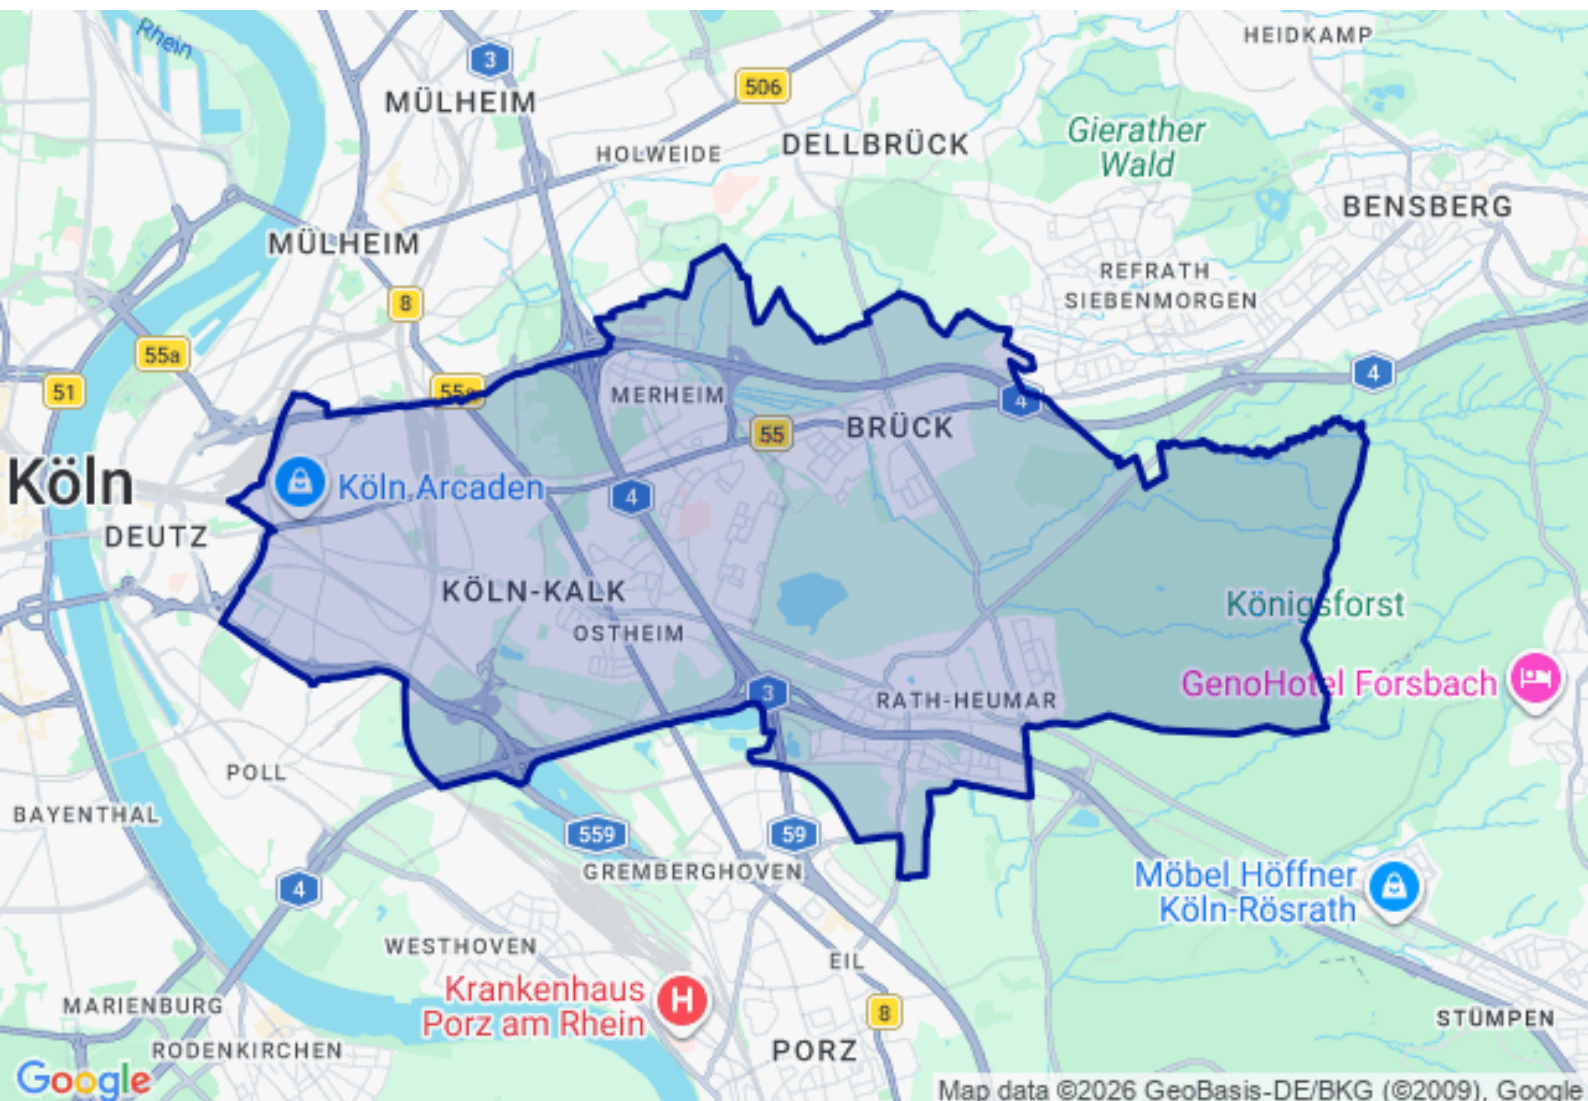 Rhein
HEIDKAMP
3
MÜLHEIM
506
Gierather
Wald
DELLBRÜCK
HOLWEIDE
BENSBERG
MÜLHEIM
REFRATH
SIEBENMORGEN
8
55a
51
55a
4
MERHEIM
4
BRÜCK
55
Köln
Köln Arcaden
4
DEUTZ
KÖLN-KALK
Königsforst
OSTHEIM
GenoHotel Forsbach
3
RATH-HEUMAR
POLL
BAYENTHAL
559
59
GREMBERGHOVEN
4
Möbel Höffner
Köln-Rösrath
WESTHOVEN
EIL
Krankenhaus
Porz am Rhein
MARIENBURG
8
STÜMPEN
RODENKIRCHEN
PORZ
Google
Map data ©2026 GeoBasis-DE/BKG (©2009), Google